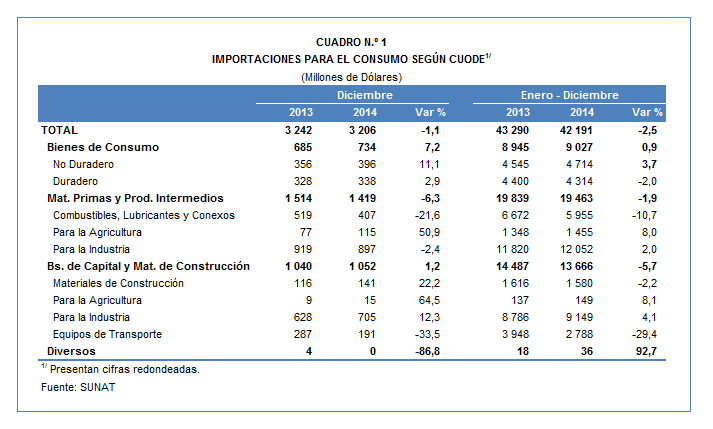 CUADRO N.º 1
IMPORTACIONES PARA EL CONSUMO SEGÚN CUODE1/
(Millones de Dólares)
Diciembre Enero - Diciembre
2013 2014 Var % 2013 2014 Var %
TOTAL 3 242 3 206 -1,1 43 290 42 191 -2,5
Bienes de Consumo 685 734 7,2 8 945 9 027 0,9
No Duradero 356 396 11,1 4 545 4 714 3,7
Duradero 328 338 2,9 4 400 4 314 -2,0
Mat. Primas y Prod. Intermedios 1 514 1 419 -6,3 19 839 19 463 -1,9
Combustibles, Lubricantes y Conexos 519 407 -21,6 6 672 5 955 -10,7
Para la Agricultura 77 115 50,9 1 348 1 455 8,0
Para la Industria 919 897 -2,4 11 820 12 052 2,0
Bs. de Capital y Mat. de Construcción 1 040 1 052 1,2 14 487 13 666 -5,7
Materiales de Construcción 116 141 22,2 1 616 1 580 -2,2
Para la Agricultura 9 15 64,5 137 149 8,1
Para la Industria 628 705 12,3 8 786 9 149 4,1
Equipos de Transporte 287 191 -33,5 3 948 2 788 -29,4
Diversos 4 0 -86,8 18 36 92,7
1/ Presentan cifras redondeadas.
Fuente: SUNAT